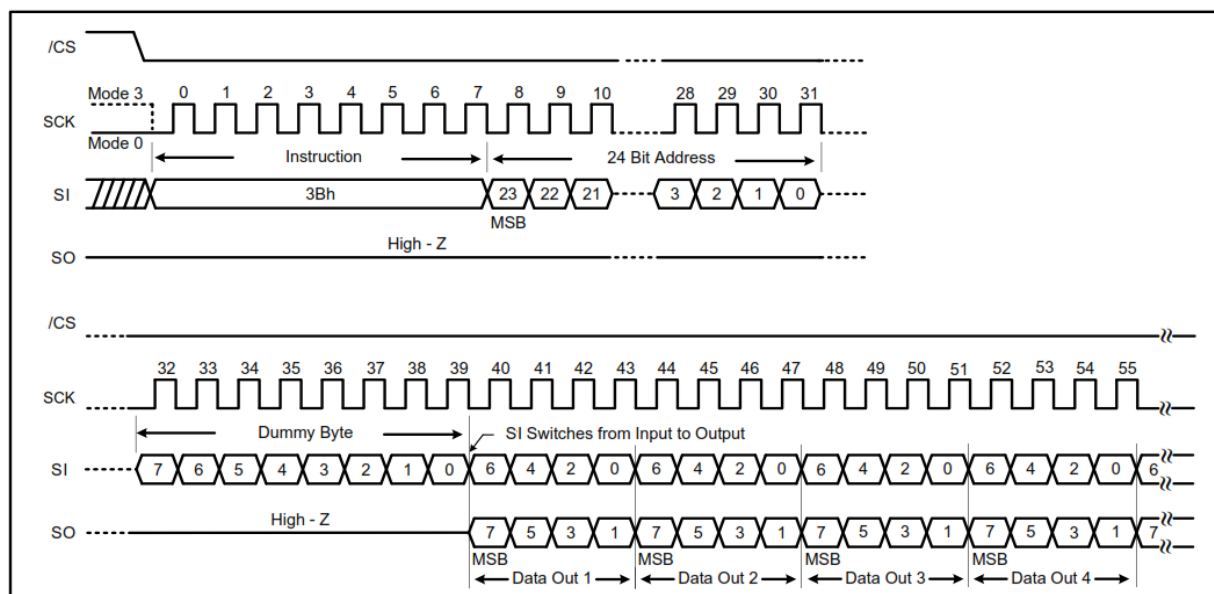 /CS
Mode 3 0 1 2 3 4 5 6 7 8 9 10 28 29 30 31
SCK
Mode 0
Instruction 24 Bit Address
SI 3Bh 23 22 21 3 2 1 0
MSB
High - Z
SO
/CS
32 33 34 35 36 37 38 39 40 41 42 43 44 45 46 47 48 49 50 51 52 53 54 55
SCK
Dummy Byte SI Switches from Input to Output
SI 7 6 5 4 3 2 1 0 6 4 2 0 6 4 2 0 6 4 2 0 6 4 2 0 6
High - Z
SO 7 5 3 1 7 5 3 1 7 5 3 1 7 5 3 1 7
MSB MSB MSB MSB
Data Out 1 Data Out 2 Data Out 3 Data Out 4